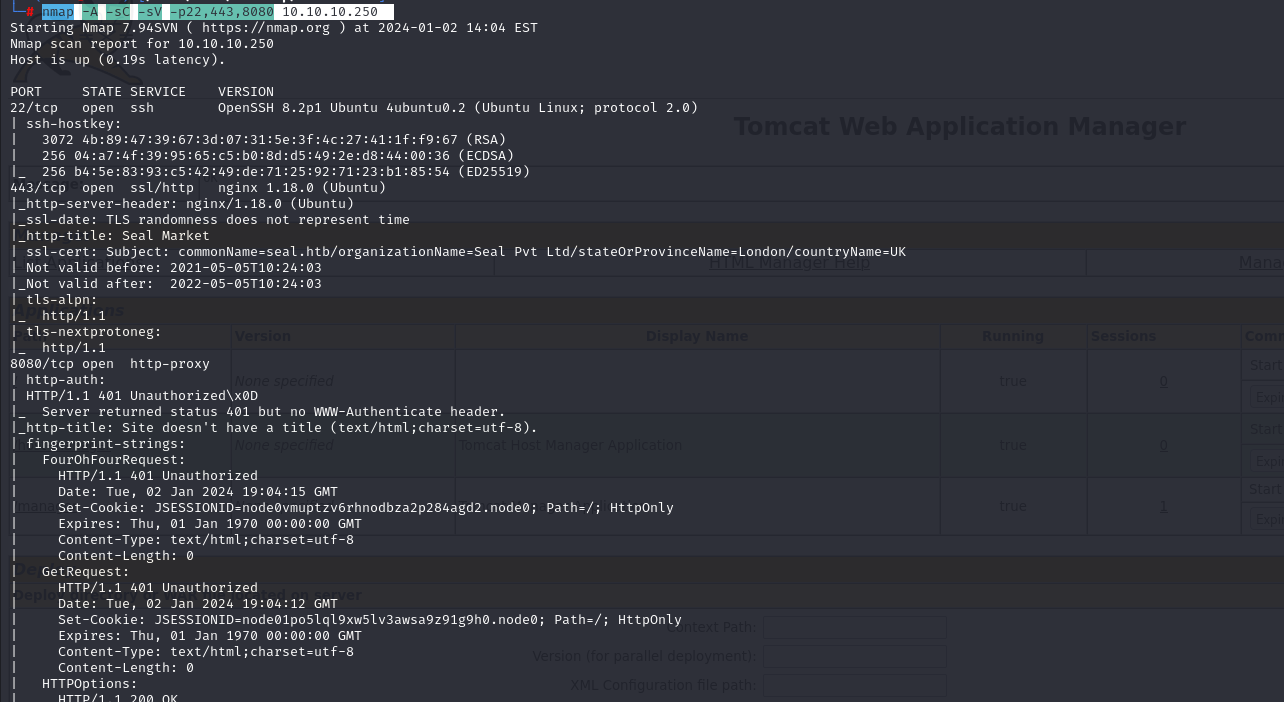 └─# nmap -A -sC -sV -p22,443,8080 10.10.10.250
Starting Nmap 7.94SVN ( https://nmap.org ) at 2024-01-02 14:04 EST
Nmap scan report for 10.10.10.250
Host is up (0.19s latency).
PORT     STATE SERVICE    VERSION
22/tcp   open  ssh        OpenSSH 8.2p1 Ubuntu 4ubuntu0.2 (Ubuntu Linux; protocol 2.0)
| ssh-hostkey:
|   3072 4b:89:47:39:67:3d:07:31:5e:3f:4c:27:41:1f:f9:67 (RSA)
|   256 04:a7:4f:39:95:65:c5:b0:8d:d5:49:2e:d8:44:00:36 (ECDSA)
|_  256 b4:5e:83:93:c5:42:49:de:71:25:92:71:23:b1:85:54 (ED25519)
443/tcp  open  ssl/http   nginx 1.18.0 (Ubuntu)
|_http-server-header: nginx/1.18.0 (Ubuntu)
|_ssl-date: TLS randomness does not represent time
|_http-title: Seal Market
| ssl-cert: Subject: commonName=seal.htb/organizationName=Seal Pvt Ltd/stateOrProvinceName=London/countryName=UK
| Not valid before: 2021-05-05T10:24:03
|_Not valid after:  2022-05-05T10:24:03
| tls-alpn:
|_  http/1.1
| tls-nextprotoneg:
|_  http/1.1
8080/tcp open  http-proxy
| http-auth:
| HTTP/1.1 401 Unauthorized\x0D
|_  Server returned status 401 but no WWW-Authenticate header.
|_http-title: Site doesn't have a title (text/html;charset=utf-8).
| fingerprint-strings:
|   FourOhFourRequest:
|     HTTP/1.1 401 Unauthorized
|     Date: Tue, 02 Jan 2024 19:04:15 GMT
|     Set-Cookie: JSESSIONID=node0vmuptzv6rhnodbza2p284agd2.node0; Path=/; HttpOnly
|     Expires: Thu, 01 Jan 1970 00:00:00 GMT
|     Content-Type: text/html;charset=utf-8
|     Content-Length: 0
|   GetRequest:
|     HTTP/1.1 401 Unauthorized
|     Date: Tue, 02 Jan 2024 19:04:12 GMT
|     Set-Cookie: JSESSIONID=node01po5lql9xw5lv3awsa9z91g9h0.node0; Path=/; HttpOnly
|     Expires: Thu, 01 Jan 1970 00:00:00 GMT
|     Content-Type: text/html;charset=utf-8
|     Content-Length: 0
|   HTTPOptions:
|     HTTP/1.1 200 OK
Tomcat Web Application Manager
HTML Manager Help
Applications
Version Display Name Running Sessions
None specified true 0 Start
None specified Tomcat Host Manager Application true 0 Start
true 1 Start
Context Path:
Version (for parallel deployment):
XML Configuration file path: